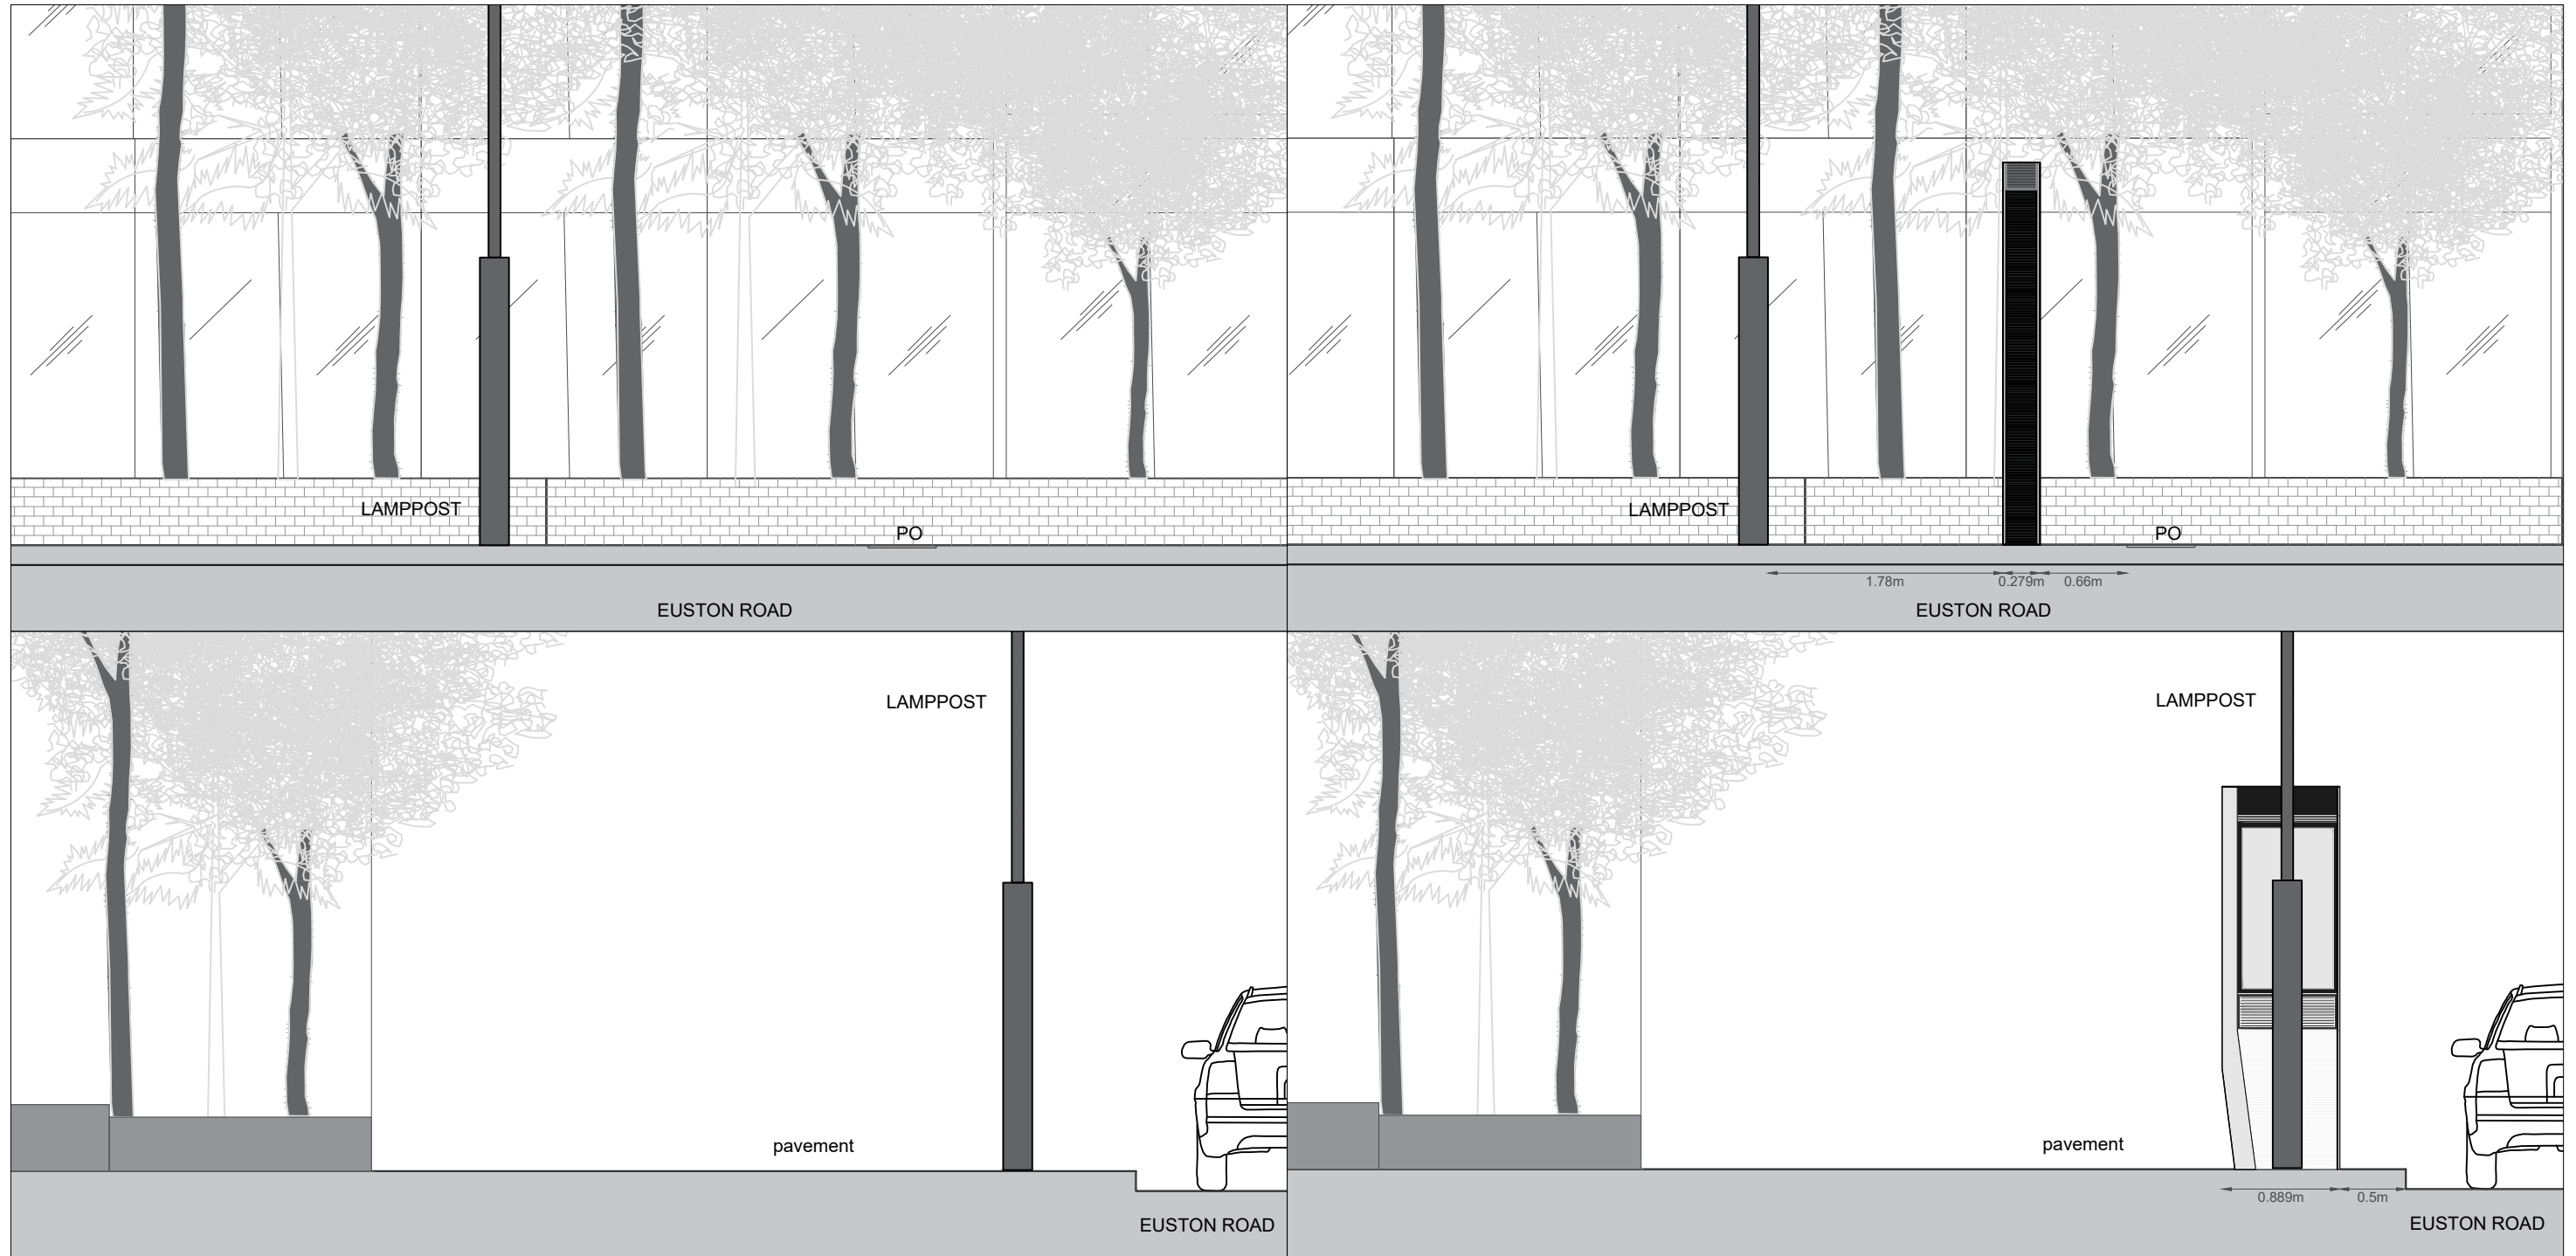 LAMPPOST
PO
EUSTON ROAD
LAMPPOST
PO
1.78m
0.279m
0.66m
EUSTON ROAD
LAMPPOST
pavement
EUSTON ROAD
LAMPPOST
pavement
0.889m
0.5m
EUSTON ROAD